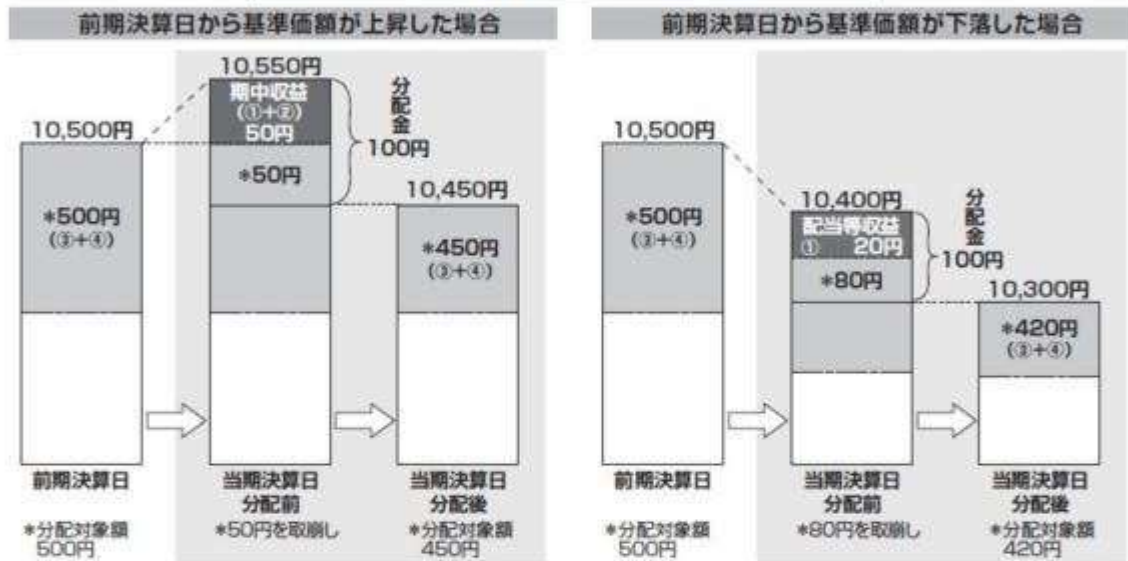 前期決算日から基準価額が上昇した場合
10,550円
期中収益
(①+②)
50円
分配金
100円
10,500円
*50円
10,450円
*500円
(③+④)
*450円
(③+④)
前期決算日
当期決算日
分配前
当期決算日
分配後
*分配対象額
500円
*50円を取崩し
*分配対象額
450円
前期決算日から基準価額が下落した場合
10,500円
10,400円
配当等収益
① 20円
分配金
100円
*500円
(③+④)
*80円
10,300円
*420円
(③+④)
前期決算日
当期決算日
分配前
当期決算日
分配後
*分配対象額
500円
*80円を取崩し
*分配対象額
420円